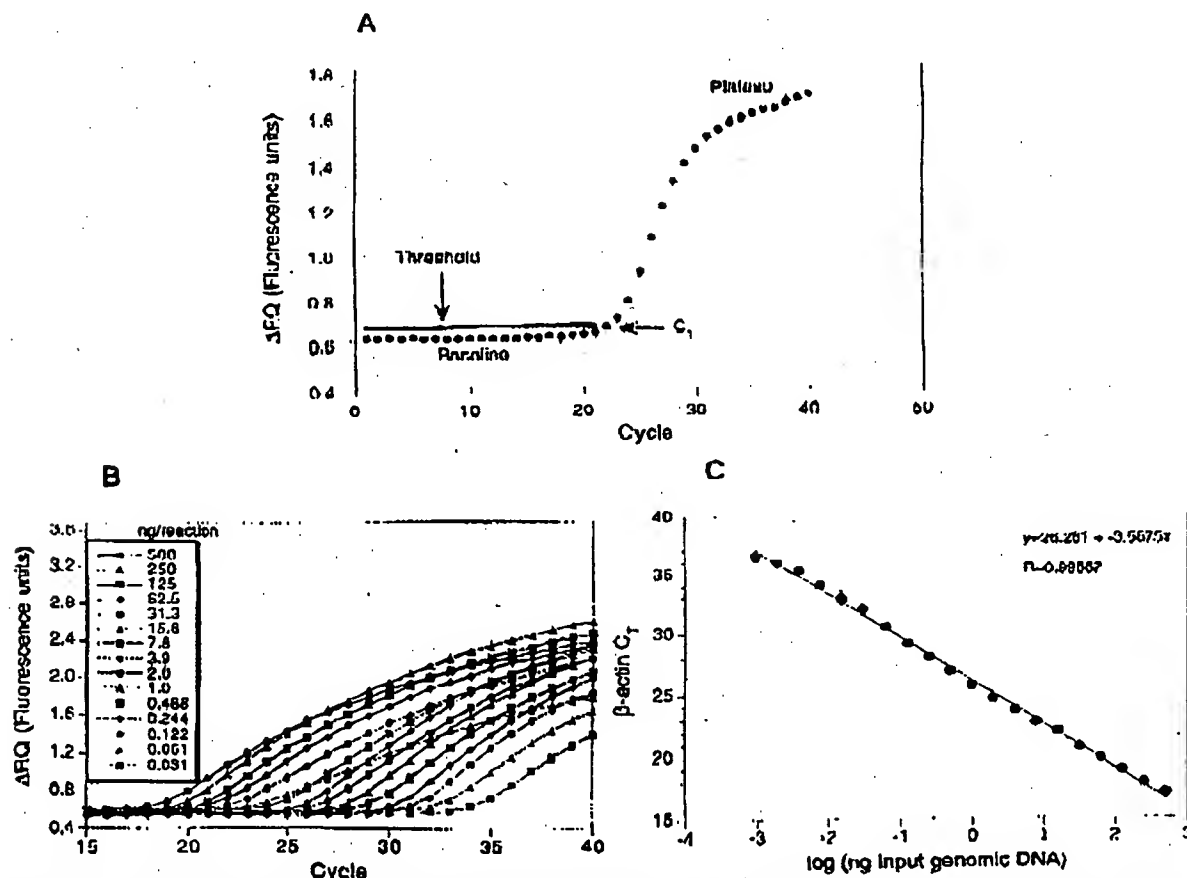 A
1.8
1.6
1.4
1.2
1.0
0.8
0.6
0.4
ΔRQ (Fluorescence units)
Plateau
Threshold
Baseline
C_T
0 10 20 30 40 50
Cycle
B
3.6
3.2
2.8
2.4
2.0
1.6
1.2
0.8
0.4
ΔRQ (Fluorescence units)
ng/reaction
500
250
125
62.5
31.3
15.6
7.8
3.9
2.0
1.0
0.488
0.244
0.122
0.061
0.031
15 20 25 30 35 40
Cycle
C
40
35
30
25
20
15
β-actin C_T
-4 -3 -2 -1 0 1 2 3
log (ng input genomic DNA)